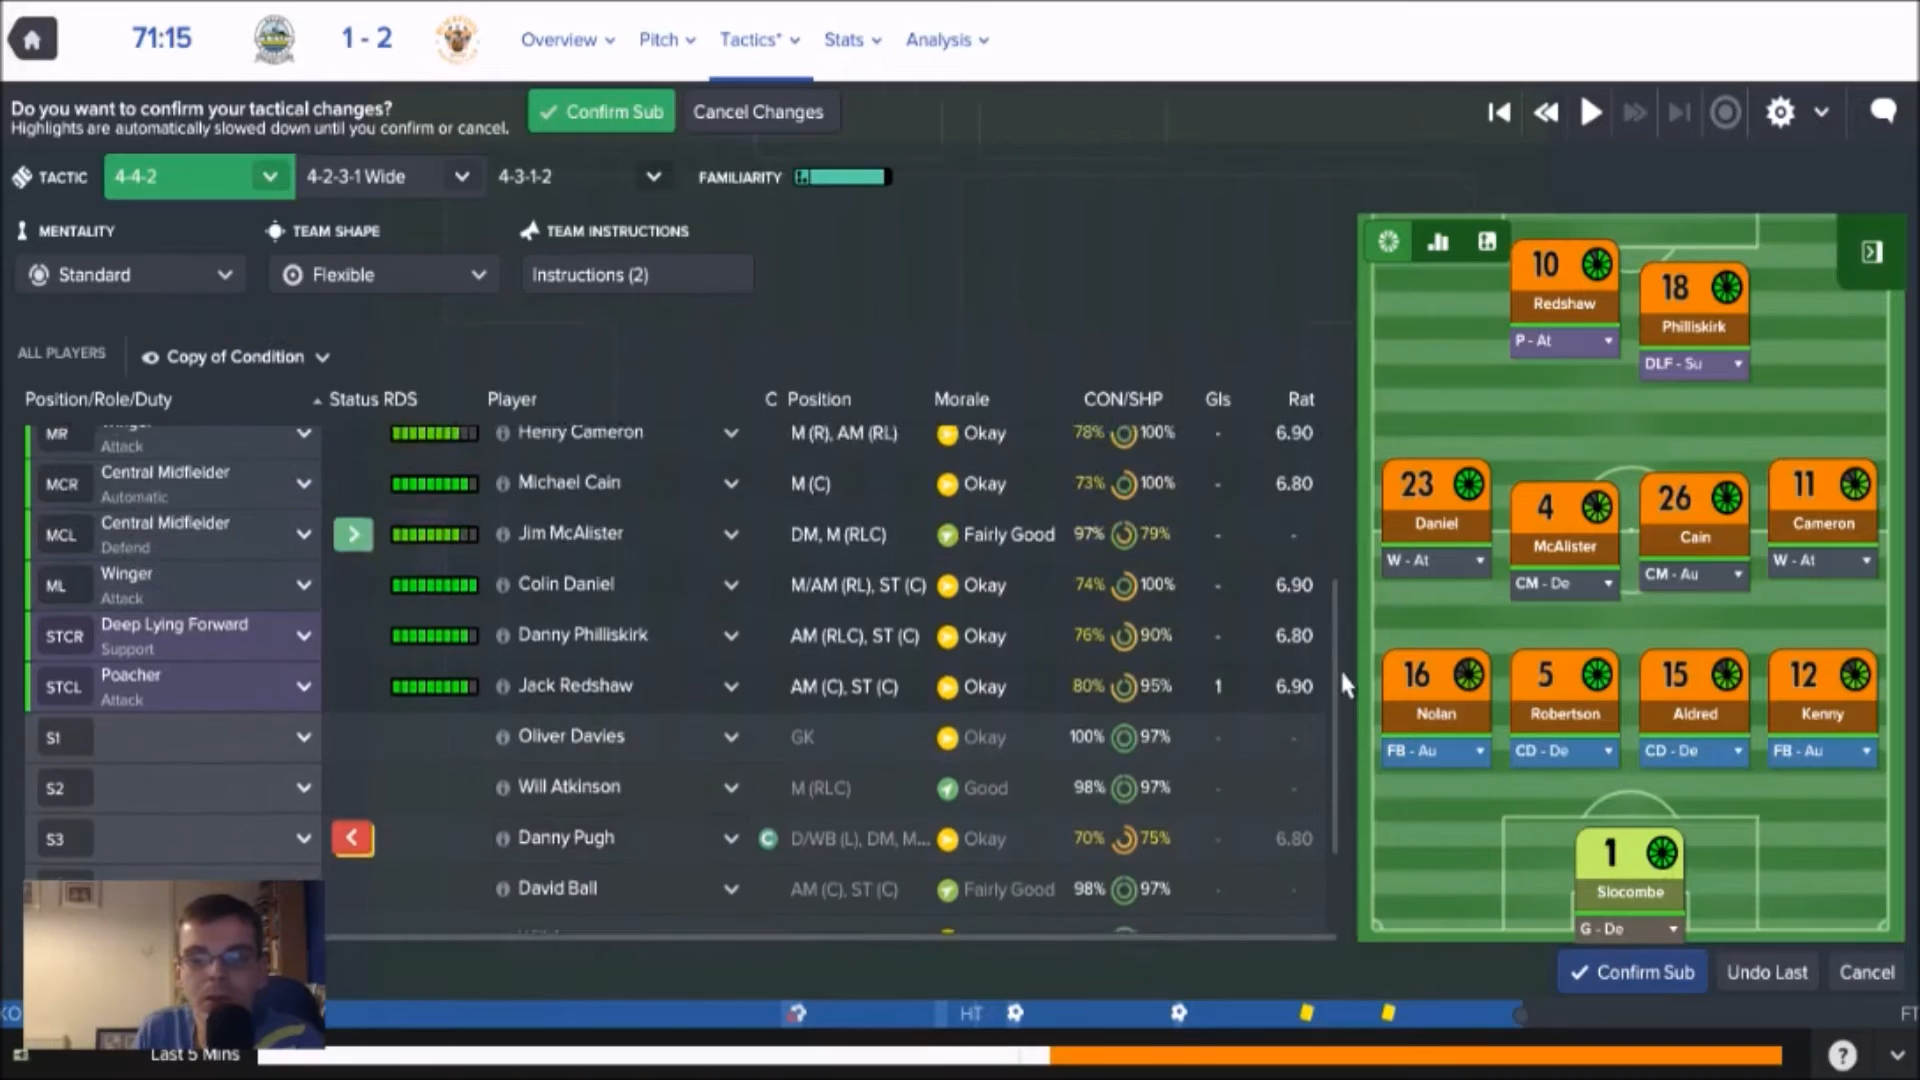 71:15
1 - 2
Overview
Pitch
Tactics*
Stats
Analysis
Do you want to confirm your tactical changes?
Highlights are automatically slowed down until you confirm or cancel.
Confirm Sub
Cancel Changes
TACTIC
4-4-2
4-2-3-1 Wide
4-3-1-2
FAMILIARITY
MENTALITY
TEAM SHAPE
TEAM INSTRUCTIONS
Standard
Flexible
Instructions (2)
ALL PLAYERS
Copy of Condition
Position/Role/Duty Status RDS Player C Position Morale CON/SHP Gls Rat
MR Winger Attack Henry Cameron M (R), AM (RL) Okay 78% 100% - 6.90
MCR Central Midfielder Automatic Michael Cain M (C) Okay 73% 100% - 6.80
MCL Central Midfielder Defend Jim McAlister DM, M (RLC) Fairly Good 97% 79% - -
ML Winger Attack Colin Daniel M/AM (RL), ST (C) Okay 74% 100% - 6.90
STCR Deep Lying Forward Support Danny Philliskirk AM (RLC), ST (C) Okay 76% 90% - 6.80
STCL Poacher Attack Jack Redshaw AM (C), ST (C) Okay 80% 95% 1 6.90
S1 Oliver Davies GK Okay 100% 97% - -
S2 Will Atkinson M (RLC) Good 98% 97% - -
S3 Danny Pugh C D/WB (L), DM, M... Okay 70% 75% - 6.80
David Ball AM (C), ST (C) Fairly Good 98% 97% - -
10
Redshaw
P - At
18
Philliskirk
DLF - Su
23
Daniel
W - At
4
McAlister
CM - De
26
Cain
CM - Au
11
Cameron
W - At
16
Nolan
FB - Au
5
Robertson
CD - De
15
Aldred
CD - De
12
Kenny
FB - Au
1
Slocombe
G - De
Confirm Sub
Undo Last
Cancel
KO
HT
FT
Last 5 Mins
?